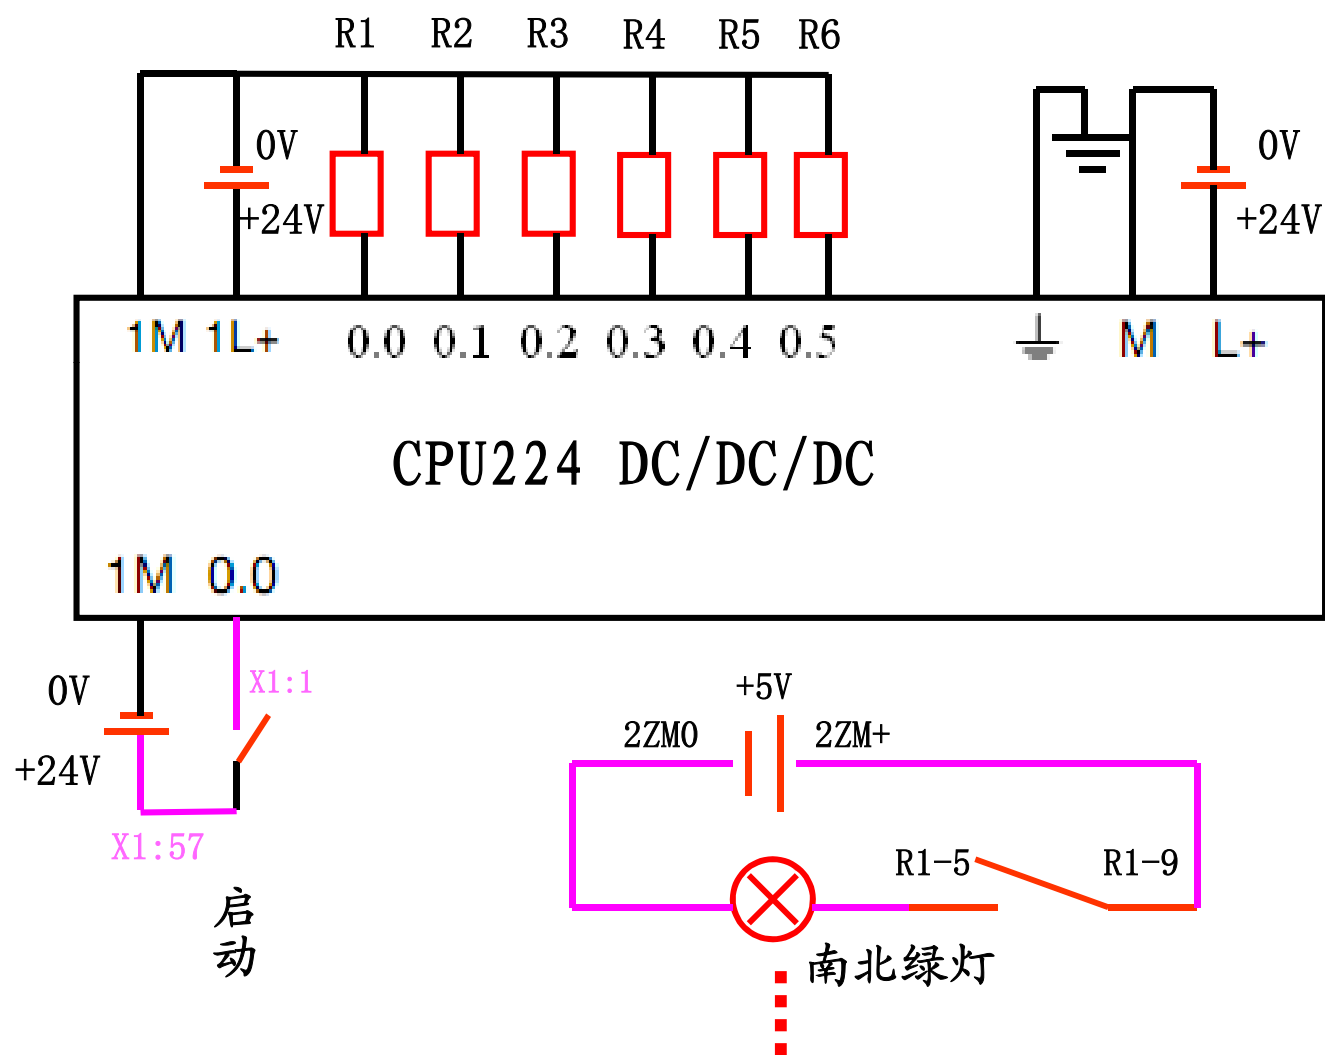 R1 R2 R3 R4 R5 R6
0V
+24V
0V
+24V
1M 1L+ 0.0 0.1 0.2 0.3 0.4 0.5 M L+
CPU224 DC/DC/DC
1M 0.0
0V
+24V
X1:1
X1:57
启动
+5V
2ZM0 2ZM+
R1-5 R1-9
南北绿灯